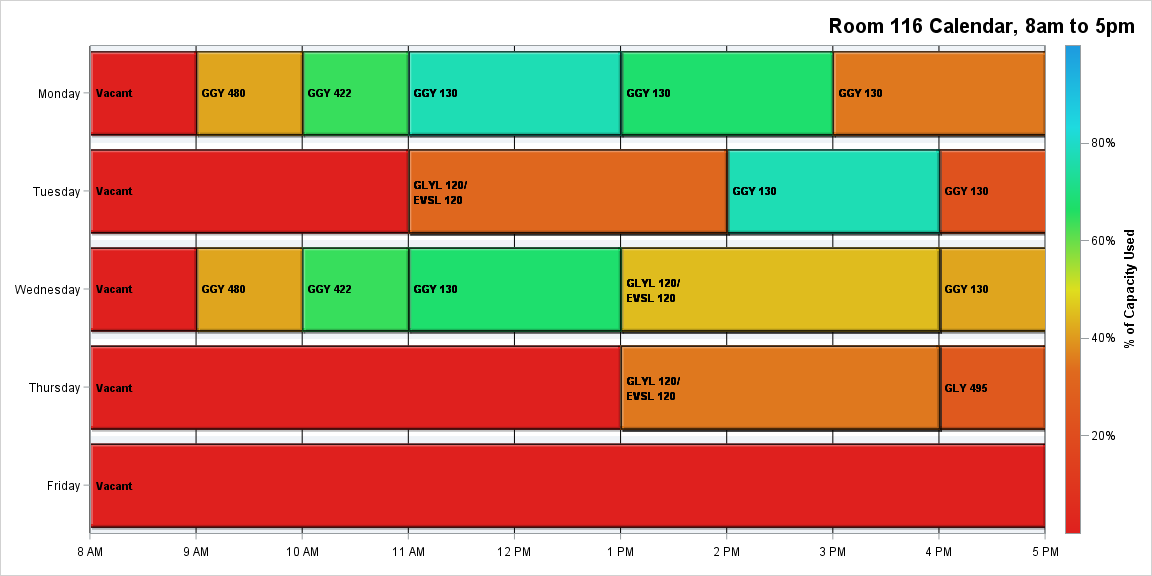 Room 116 Calendar, 8am to 5pm
Monday
Vacant
GGY 480
GGY 422
GGY 130
GGY 130
GGY 130
Tuesday
Vacant
GLYL 120/
EVSL 120
GGY 130
GGY 130
Wednesday
Vacant
GGY 480
GGY 422
GGY 130
GLYL 120/
EVSL 120
GGY 130
Thursday
Vacant
GLYL 120/
EVSL 120
GLY 495
Friday
Vacant
8 AM
9 AM
10 AM
11 AM
12 PM
1 PM
2 PM
3 PM
4 PM
5 PM
80%
60%
40%
20%
% of Capacity Used